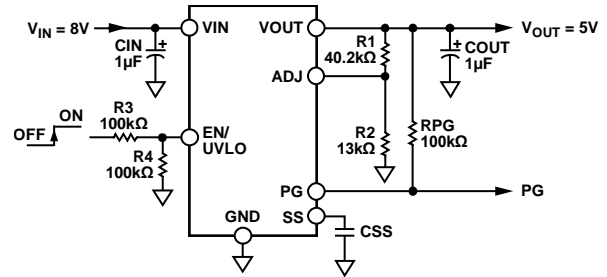 VIN = 8V
CIN
1µF
VIN
VOUT
R1
40.2kΩ
COUT
1µF
VOUT = 5V
ADJ
ON
OFF
R3
100kΩ
EN/
UVLO
R4
100kΩ
R2
13kΩ
RPG
100kΩ
PG
PG
SS
GND
CSS